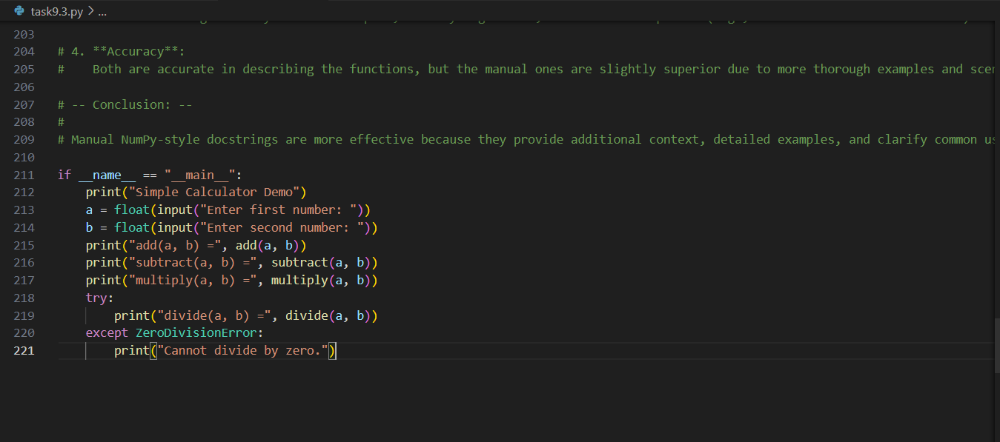 task9.3.py > ...
203
204 # 4. **Accuracy**:
205 #    Both are accurate in describing the functions, but the manual ones are slightly superior due to more thorough examples and
206
207 # -- Conclusion: --
208 #
209 # Manual NumPy-style docstrings are more effective because they provide additional context, detailed examples, and clarify common
210
211 if __name__ == "__main__":
212     print("Simple Calculator Demo")
213     a = float(input("Enter first number: "))
214     b = float(input("Enter second number: "))
215     print("add(a, b) =", add(a, b))
216     print("subtract(a, b) =", subtract(a, b))
217     print("multiply(a, b) =", multiply(a, b))
218     try:
219         print("divide(a, b) =", divide(a, b))
220     except ZeroDivisionError:
221         print("Cannot divide by zero.")